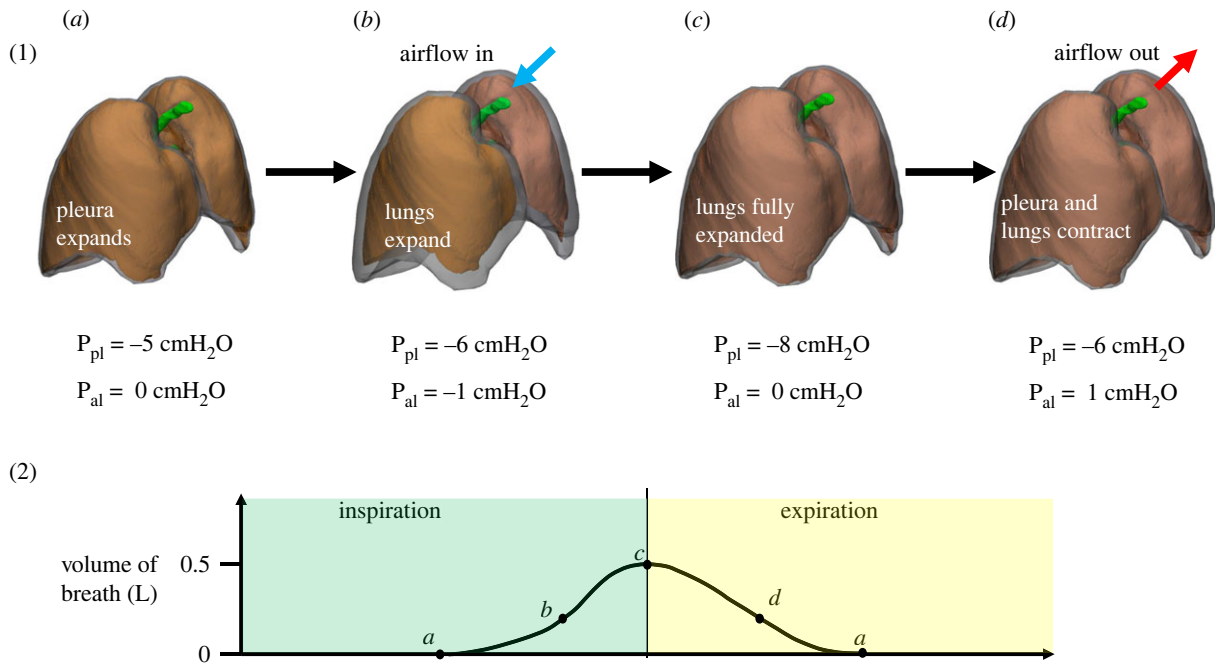 (a) (b) (c) (d)
(1)
airflow in
airflow out
pleura
expands
lungs
expand
lungs fully
expanded
pleura and
lungs contract
P_pl = –5 cmH₂O
P_pl = –6 cmH₂O
P_pl = –8 cmH₂O
P_pl = –6 cmH₂O
P_al = 0 cmH₂O
P_al = –1 cmH₂O
P_al = 0 cmH₂O
P_al = 1 cmH₂O
(2)
inspiration
expiration
volume of
breath (L)
0.5
0
a
b
c
d
a